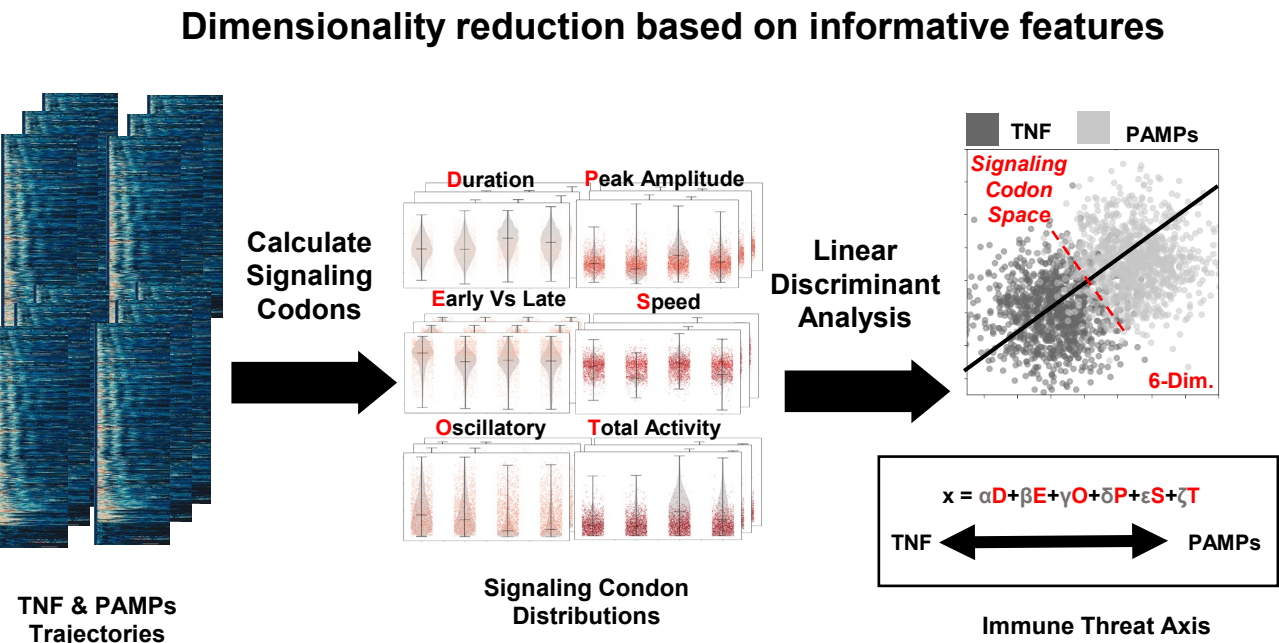 Dimensionality reduction based on informative features
TNF & PAMPs
Trajectories
Calculate
Signaling
Codons
Duration
Peak Amplitude
Early Vs Late
Speed
Oscillatory
Total Activity
Signaling Condon
Distributions
Linear
Discriminant
Analysis
TNF
PAMPs
Signaling
Codon
Space
6-Dim.
x = αD+βE+γO+δP+εS+ζT
TNF
PAMPs
Immune Threat Axis